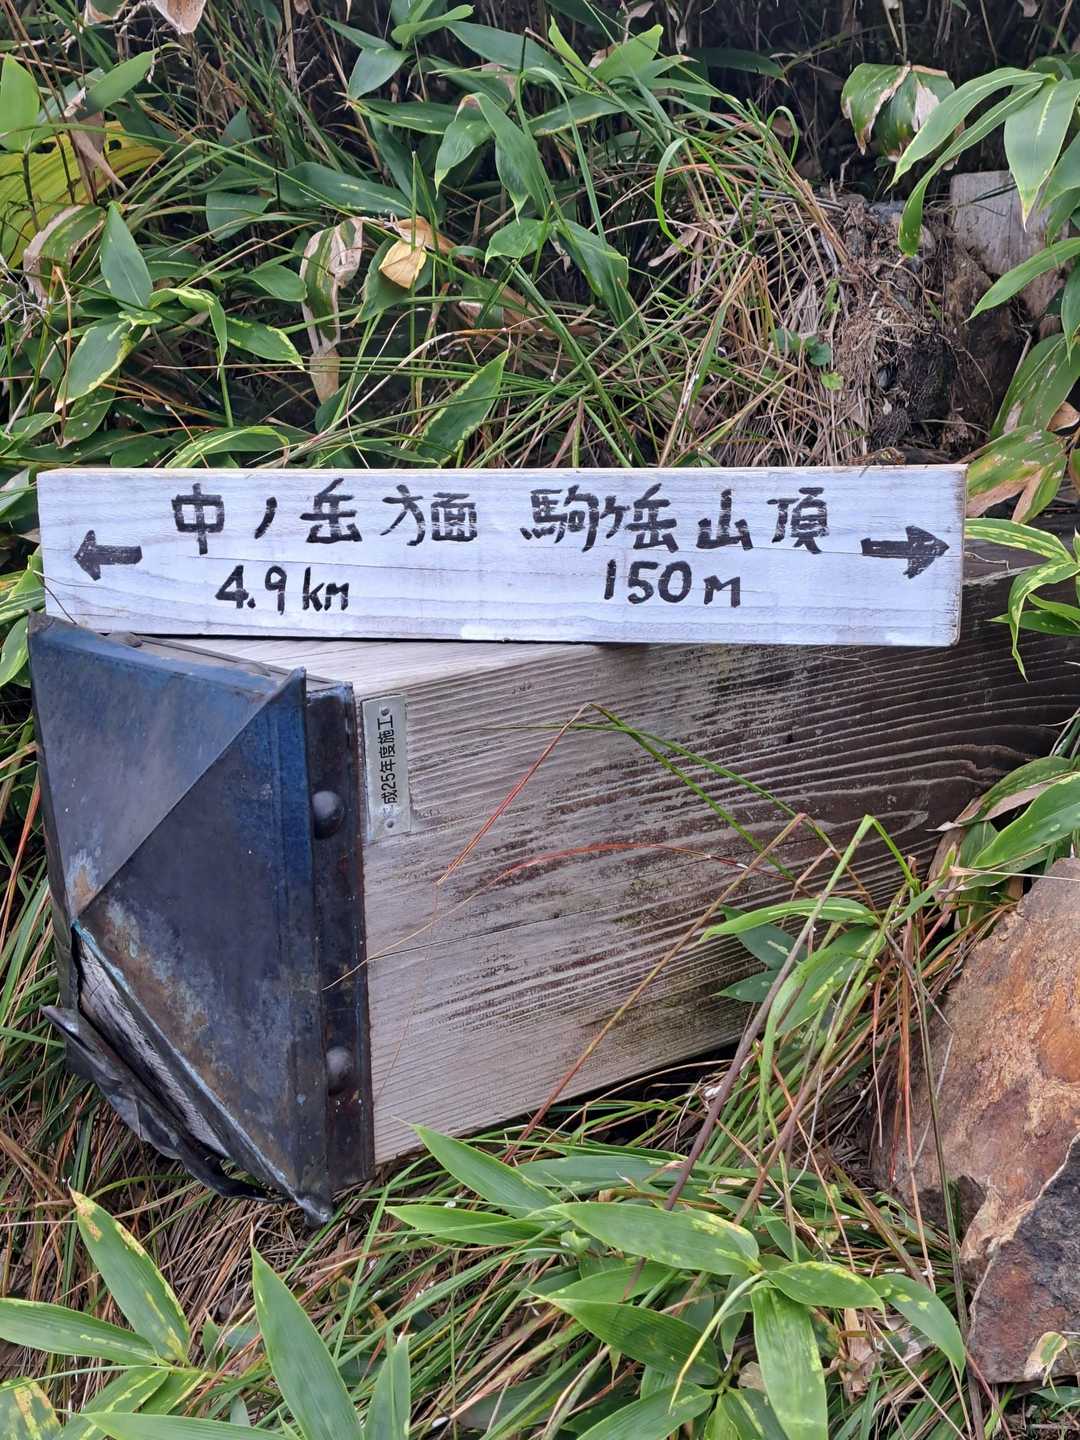 ← 中ノ岳方面 駒ヶ岳山頂 →
4.9km 150m
成25年度施工